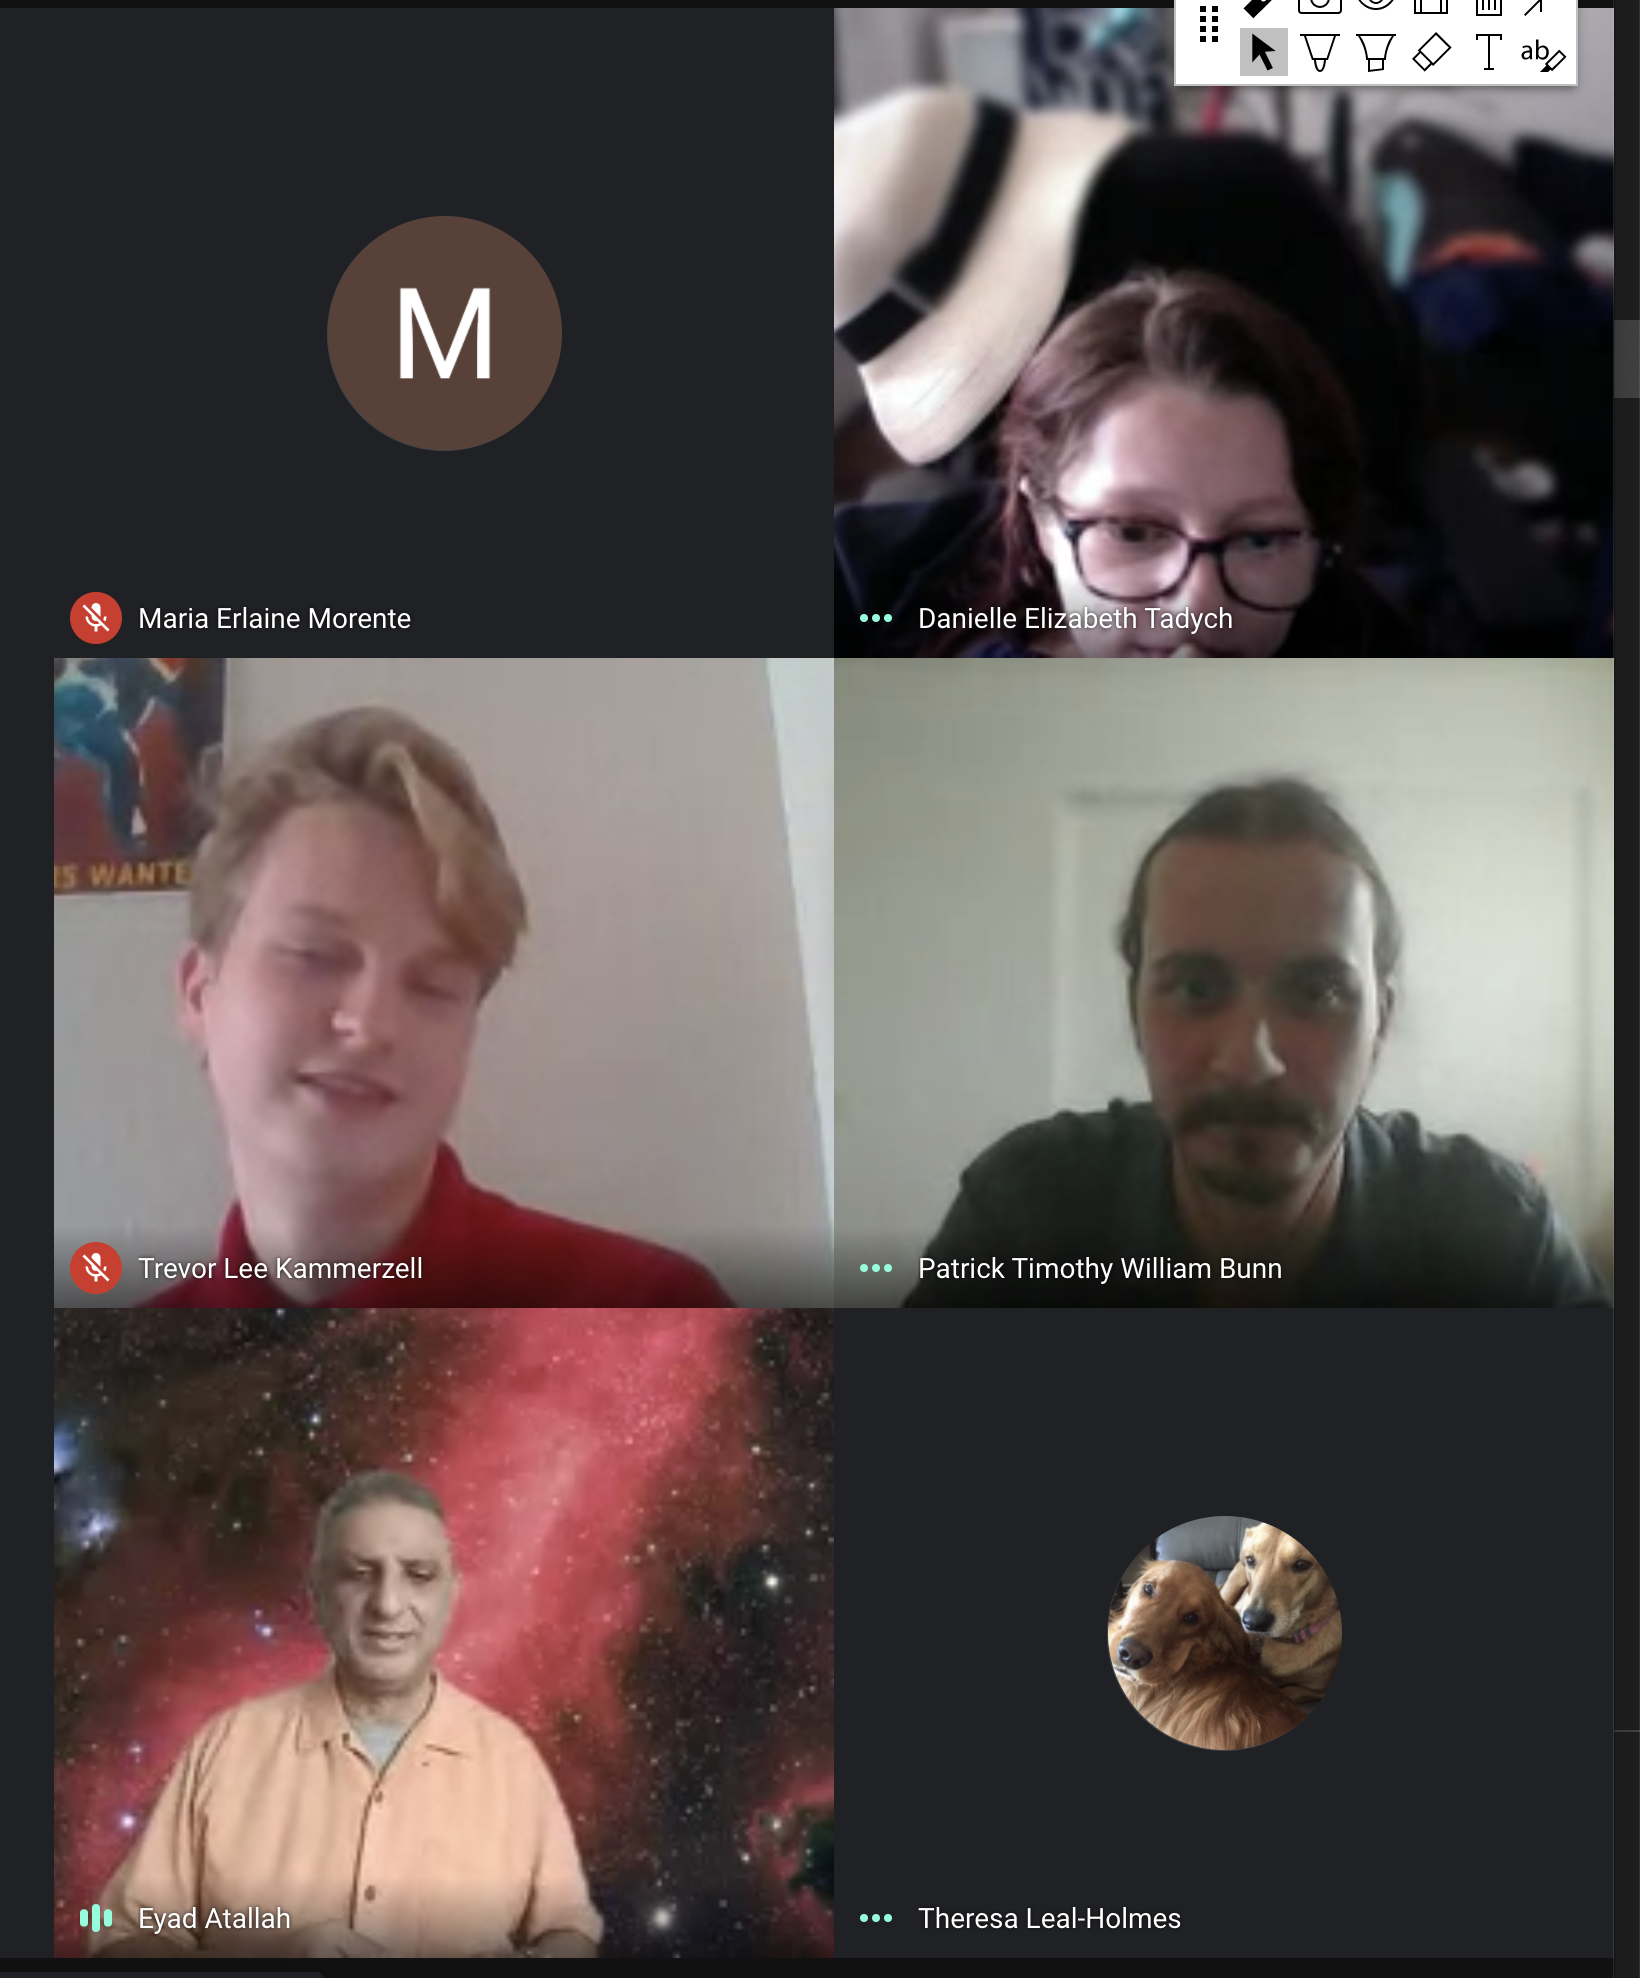 ab
M
Maria Erlaine Morente
Danielle Elizabeth Tadych
RS WANTE
Trevor Lee Kammerzell
Patrick Timothy William Bunn
Eyad Atallah
Theresa Leal-Holmes